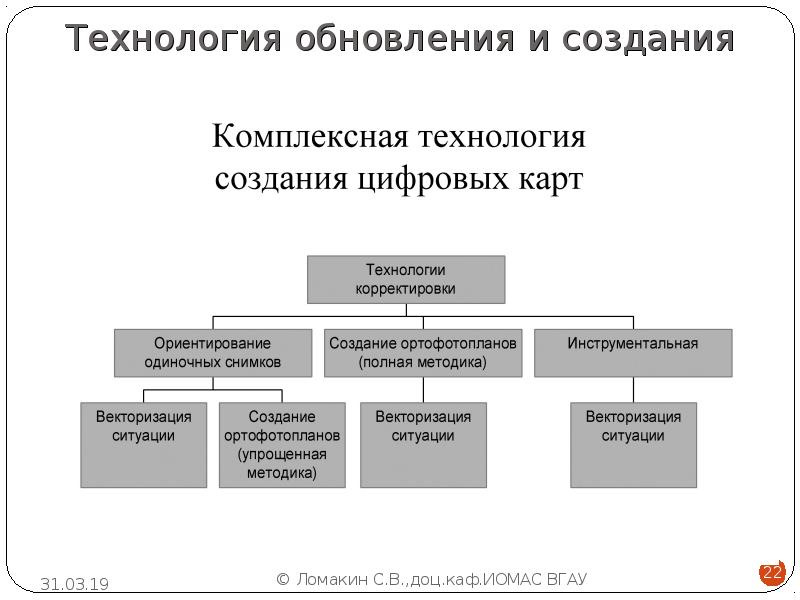 Технология обновления и создания
Комплексная технология
создания цифровых карт
Технологии
корректировки
Ориентирование
одиночных снимков
Создание ортофотопланов
(полная методика)
Инструментальная
Векторизация
ситуации
Создание
ортофотопланов
(упрощенная
методика)
Векторизация
ситуации
Векторизация
ситуации
31.03.19
© Ломакин С.В.,доц.каф.ИОМАС ВГАУ
22